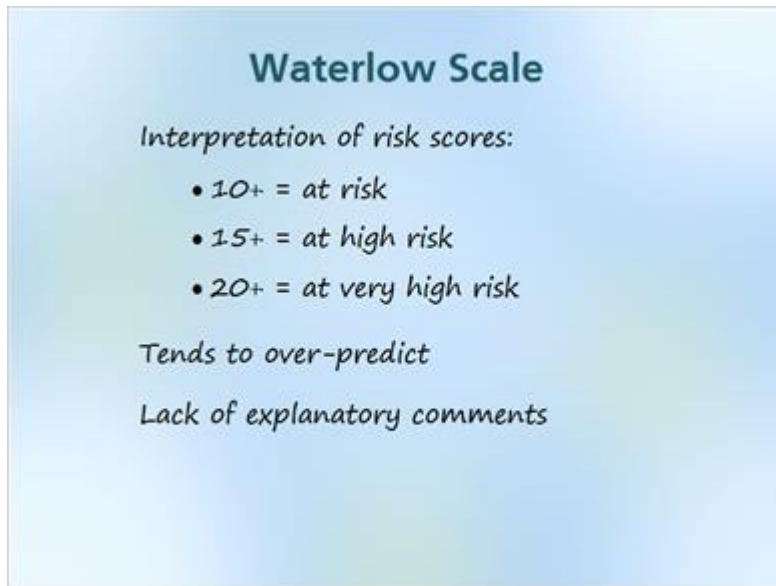 Waterlow Scale
Interpretation of risk scores:
• 10+ = at risk
• 15+ = at high risk
• 20+ = at very high risk
Tends to over-predict
Lack of explanatory comments